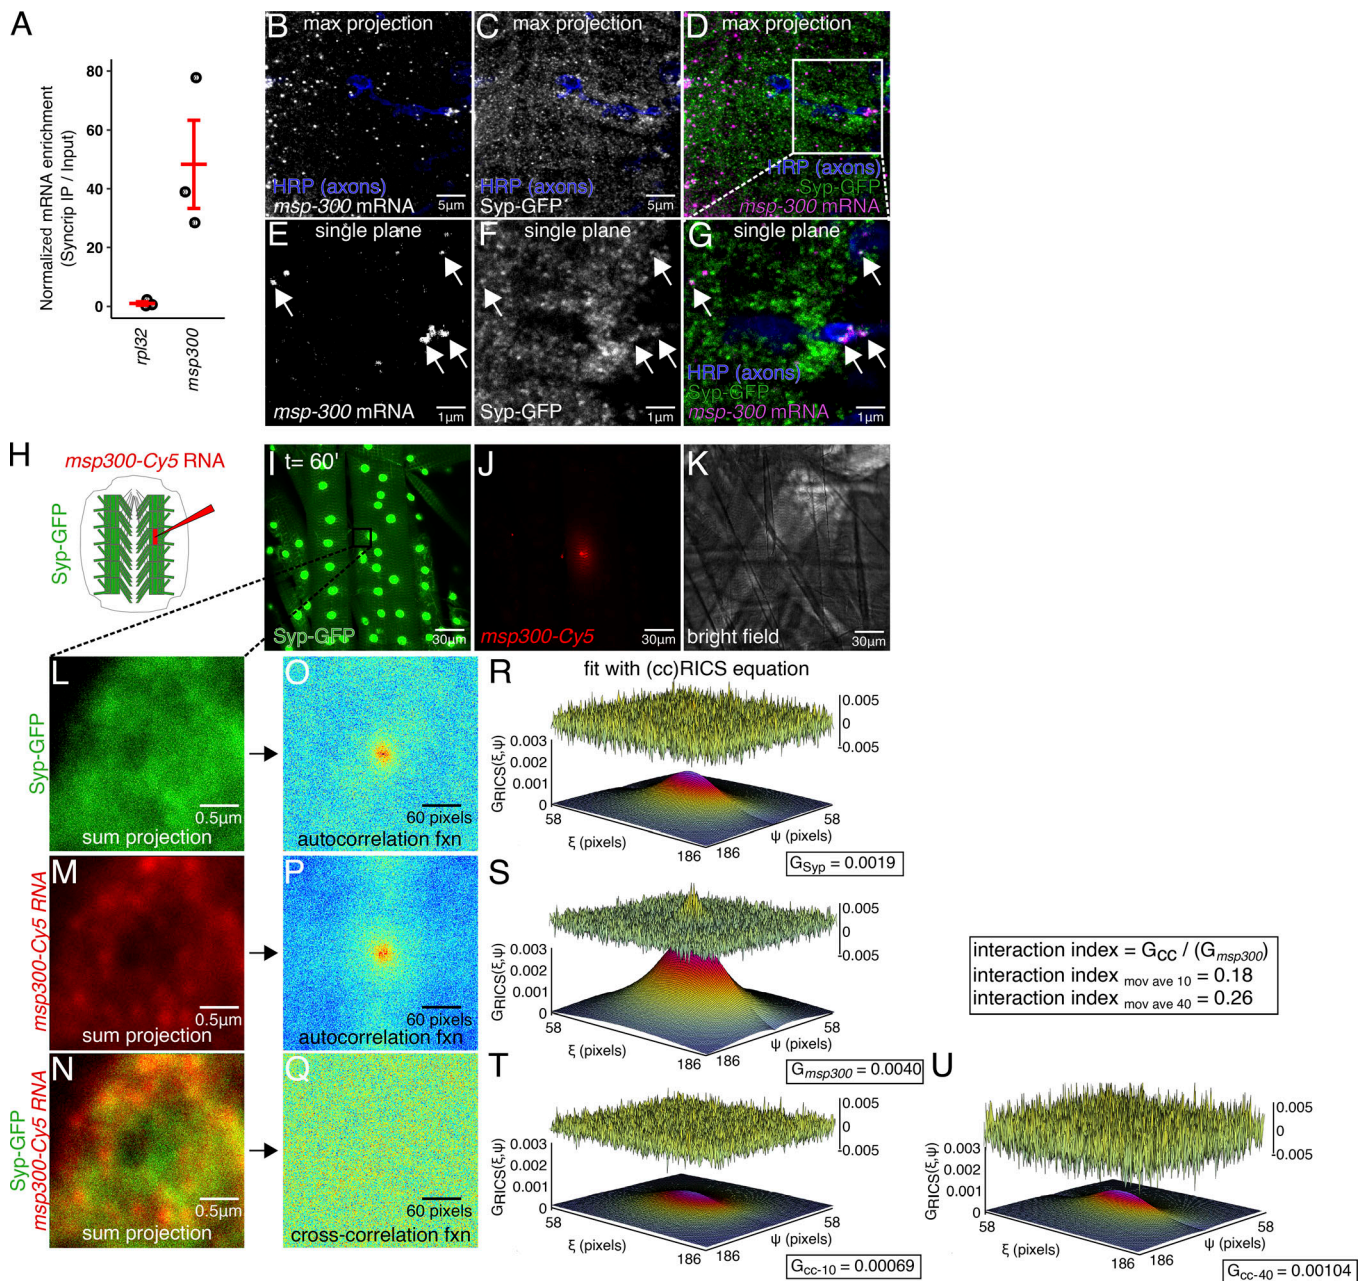 A
Normalized mRNA enrichment
(Syncrip IP / Input)
80
60
40
20
0
rpl32
msp300
B
max projection
HRP (axons)
msp-300 mRNA
5µm
C
max projection
HRP (axons)
Syp-GFP
5µm
D
max projection
HRP (axons)
Syp-GFP
msp-300 mRNA
E
single plane
msp-300 mRNA
1µm
F
single plane
Syp-GFP
1µm
G
single plane
HRP (axons)
Syp-GFP
msp-300 mRNA
1µm
H
msp300-Cy5 RNA
Syp-GFP
I
t= 60'
Syp-GFP
30µm
J
msp300-Cy5
30µm
K
bright field
30µm
L
Syp-GFP
0.5µm
sum projection
O
60 pixels
autocorrelation fxn
R
fit with (cc)RICS equation
0.005
0
-0.005
GRICS(ξ,ψ)
0.003
0.002
0.001
0
58
ξ (pixels)
186
186
ψ (pixels)
58
GSyp = 0.0019
M
msp300-Cy5 RNA
0.5µm
sum projection
P
60 pixels
autocorrelation fxn
S
0.005
0
-0.005
GRICS(ξ,ψ)
0.003
0.002
0.001
0
58
ξ (pixels)
186
186
ψ (pixels)
58
Gmsp300 = 0.0040
interaction index = GCC / (Gmsp300)
interaction index mov ave 10 = 0.18
interaction index mov ave 40 = 0.26
N
Syp-GFP
msp300-Cy5 RNA
0.5µm
sum projection
Q
60 pixels
cross-correlation fxn
T
0.005
0
-0.005
GRICS(ξ,ψ)
0.003
0.002
0.001
0
58
ξ (pixels)
186
186
ψ (pixels)
58
Gcc-10 = 0.00069
U
0.005
0
-0.005
GRICS(ξ,ψ)
0.003
0.002
0.001
0
58
ξ (pixels)
186
186
ψ (pixels)
58
Gcc-40 = 0.00104